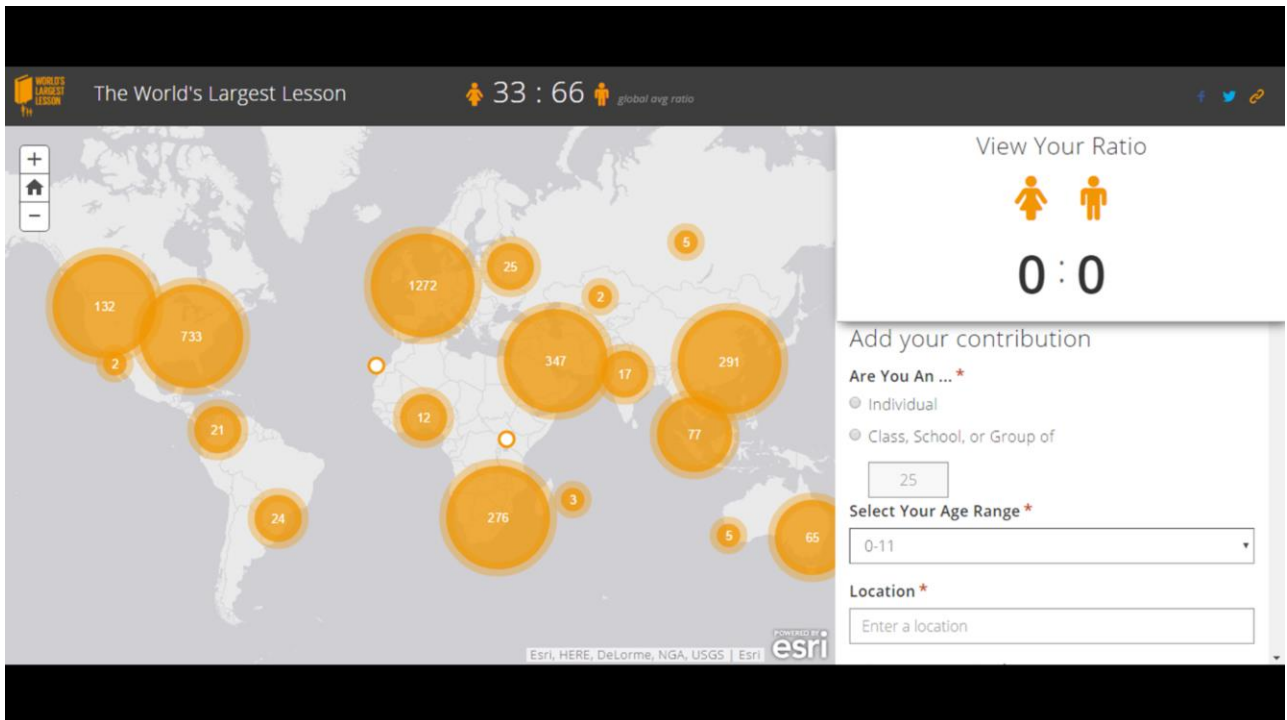 WORLD'S
LARGEST
LESSON
The World's Largest Lesson
33 : 66 global avg ratio
+
−
132
733
2
21
24
1272
25
5
2
347
17
291
77
12
276
3
5
65
Esri, HERE, DeLorme, NGA, USGS | Esri
POWERED BY
esri
View Your Ratio
0 : 0
Add your contribution
Are You An ... *
Individual
Class, School, or Group of
25
Select Your Age Range *
0-11
Location *
Enter a location